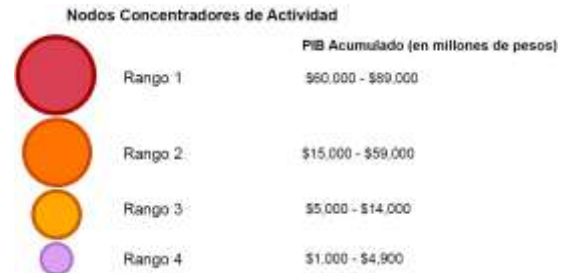 Nodos Concentradores de Actividad
PIB Acumulado (en millones de pesos)
Rango 1 $60,000 - $89,000
Rango 2 $15,000 - $59,000
Rango 3 $5,000 - $14,000
Rango 4 $1,000 - $4,900